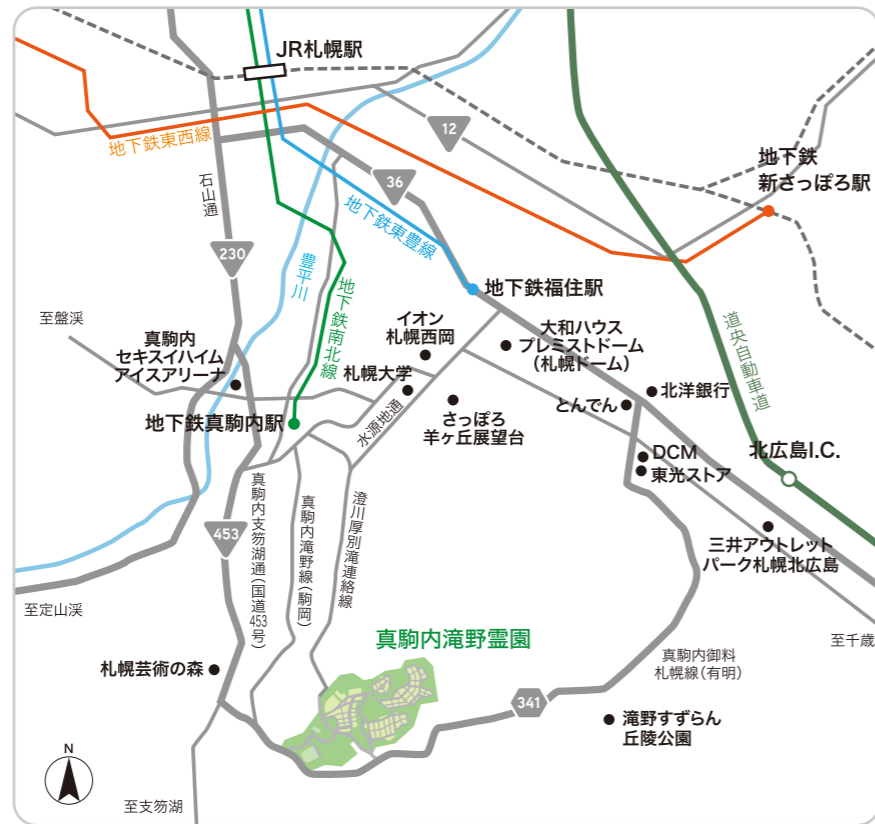 JR札幌駅
12
地下鉄東西線
地下鉄
新さっぽろ駅
石山通
36
地下鉄東豊線
230
豊平川
地下鉄南北線
地下鉄福住駅
道央自動車道
至盤渓
真駒内
セキスイハイム
アイスアリーナ
イオン
札幌西岡
大和ハウス
プレミストドーム
(札幌ドーム)
札幌大学
北洋銀行
とんでん
水源地通
さっぽろ
羊ヶ丘展望台
地下鉄真駒内駅
DCM
東光ストア
北広島I.C.
真駒内支笏湖通(国道453号)
真駒内滝野線(駒岡)
澄川厚別滝連絡線
453
三井アウトレット
パーク札幌北広島
至定山渓
至千歳
真駒内滝野霊園
真駒内御料
札幌線(有明)
札幌芸術の森
341
滝野すずらん
丘陵公園
N
至支笏湖